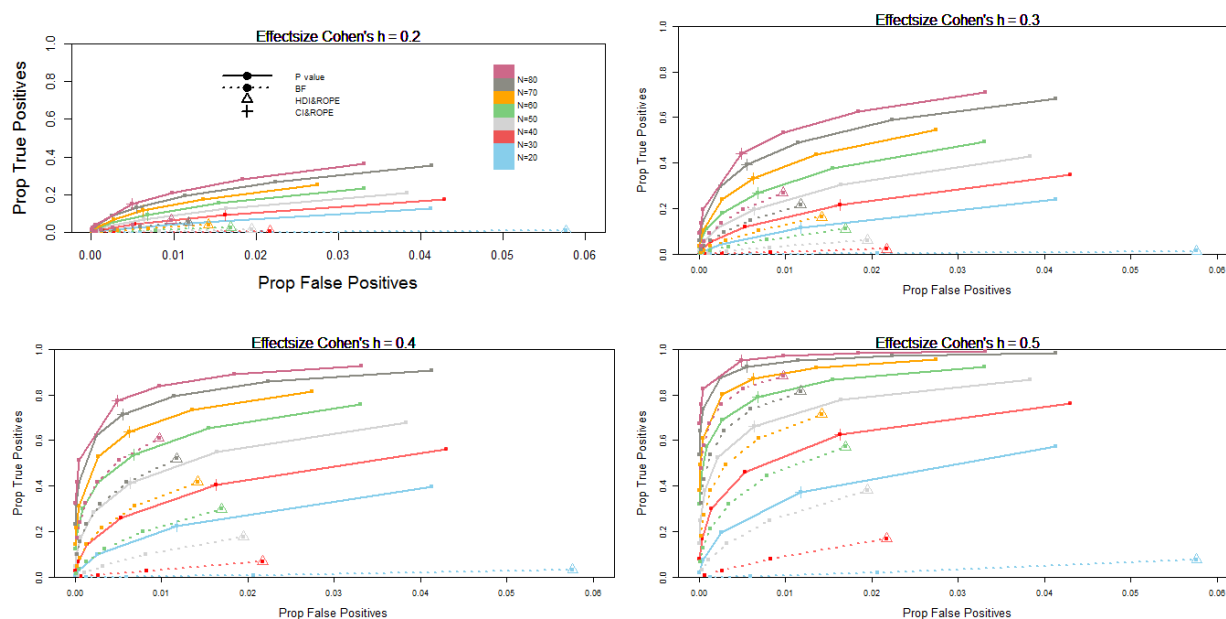 Effectsize Cohen's h = 0.2
Prop True Positives
1.0
0.8
0.6
0.4
0.2
0.0
P value
BF
HDI&ROPE
CI&ROPE
N=80
N=70
N=60
N=50
N=40
N=30
N=20
0.00 0.01 0.02 0.03 0.04 0.05 0.06
Prop False Positives
Effectsize Cohen's h = 0.3
Prop True Positives
1.0
0.8
0.6
0.4
0.2
0.0
0.00 0.01 0.02 0.03 0.04 0.05 0.06
Prop False Positives
Effectsize Cohen's h = 0.4
Prop True Positives
1.0
0.8
0.6
0.4
0.2
0.0
0.00 0.01 0.02 0.03 0.04 0.05 0.06
Prop False Positives
Effectsize Cohen's h = 0.5
Prop True Positives
1.0
0.8
0.6
0.4
0.2
0.0
0.00 0.01 0.02 0.03 0.04 0.05 0.06
Prop False Positives